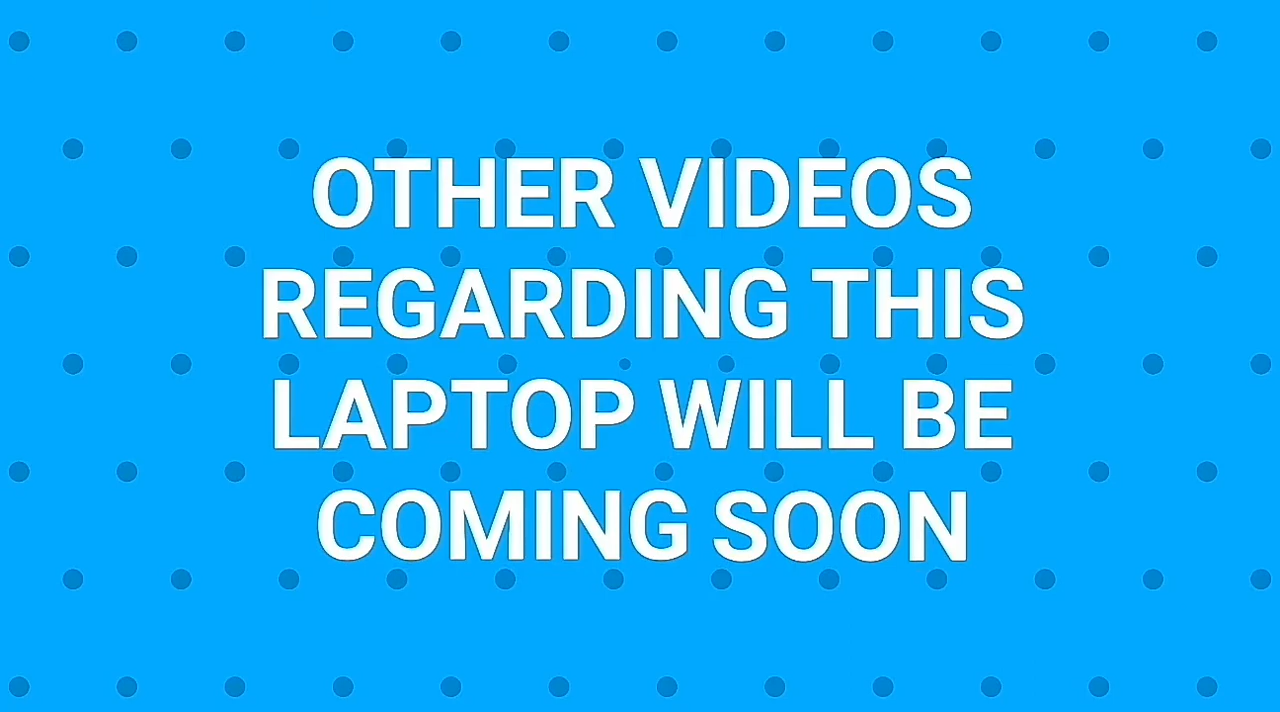 OTHER VIDEOS
REGARDING THIS
LAPTOP WILL BE
COMING SOON